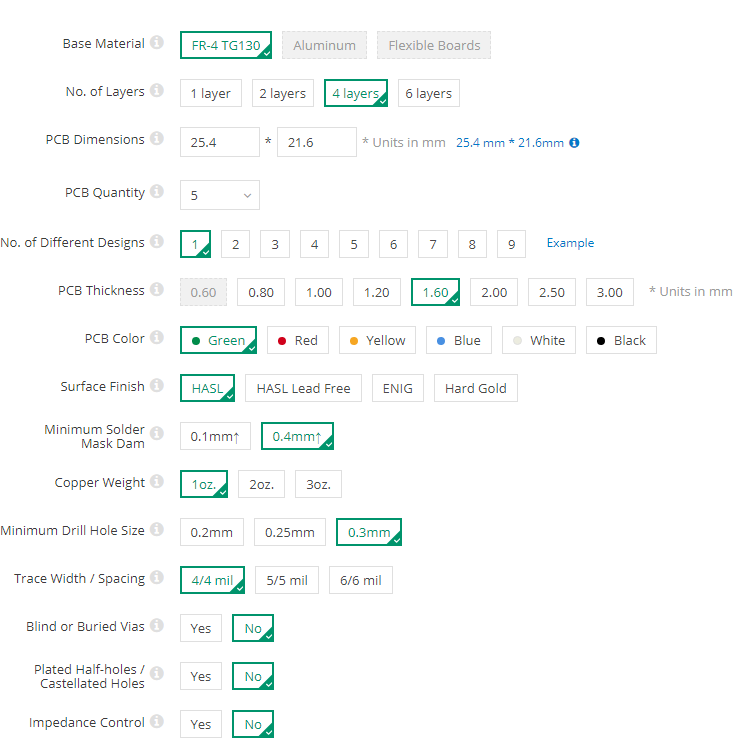 Base Material FR-4 TG130 Aluminum Flexible Boards
No. of Layers 1 layer 2 layers 4 layers 6 layers
PCB Dimensions 25.4 * 21.6 * Units in mm 25.4 mm * 21.6mm
PCB Quantity 5
No. of Different Designs 1 2 3 4 5 6 7 8 9 Example
PCB Thickness 0.60 0.80 1.00 1.20 1.60 2.00 2.50 3.00 * Units in mm
PCB Color Green Red Yellow Blue White Black
Surface Finish HASL HASL Lead Free ENIG Hard Gold
Minimum Solder
Mask Dam 0.1mm↑ 0.4mm↑
Copper Weight 1oz. 2oz. 3oz.
Minimum Drill Hole Size 0.2mm 0.25mm 0.3mm
Trace Width / Spacing 4/4 mil 5/5 mil 6/6 mil
Blind or Buried Vias Yes No
Plated Half-holes /
Castellated Holes Yes No
Impedance Control Yes No